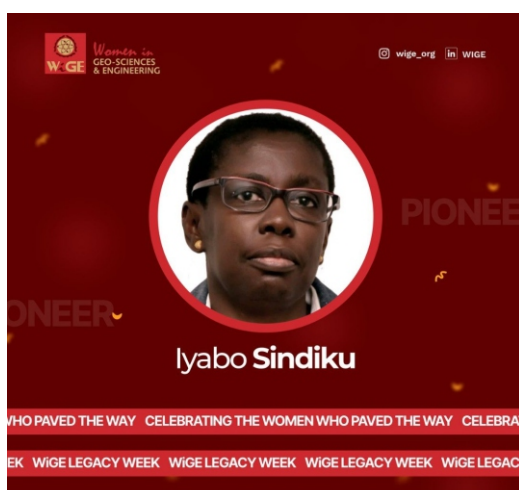 WiGE
Women in
GEO-SCIENCES
& ENGINEERING
wige_org in WIGE
PIONEE
ONEER
Iyabo Sindiku
WHO PAVED THE WAY CELEBRATING THE WOMEN WHO PAVED THE WAY CELEBRA
EK WiGE LEGACY WEEK WiGE LEGACY WEEK WiGE LEGACY WEEK WiGE LEGAC